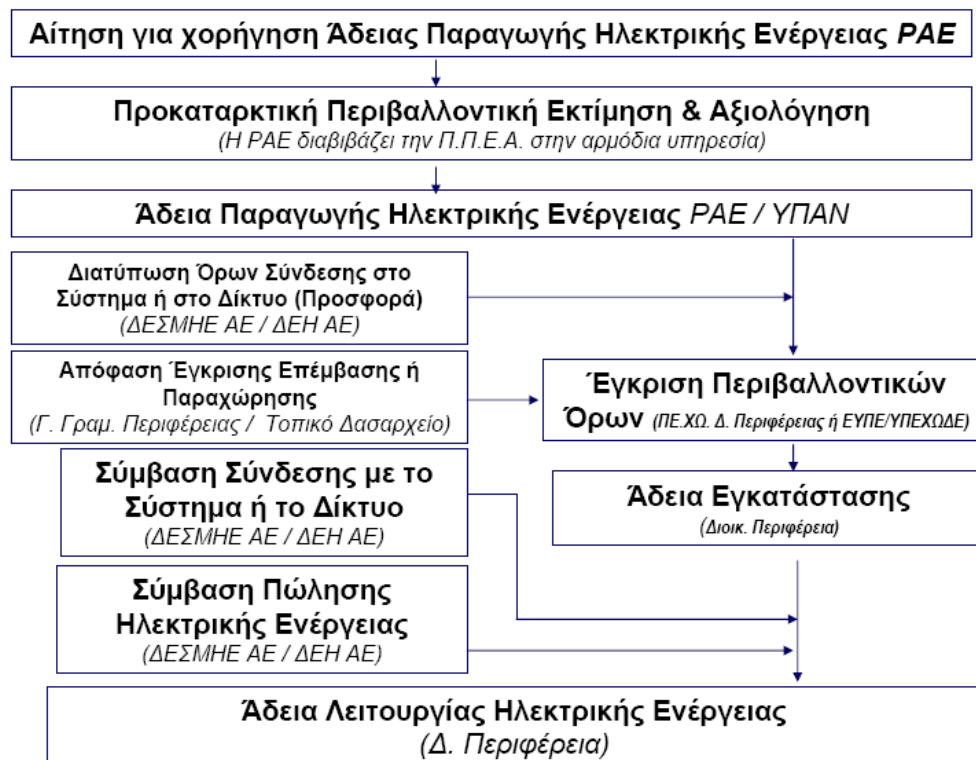 Αίτηση για χορήγηση Άδειας Παραγωγής Ηλεκτρικής Ενέργειας ΡΑΕ
Προκαταρκτική Περιβαλλοντική Εκτίμηση & Αξιολόγηση
(Η ΡΑΕ διαβιβάζει την Π.Π.Ε.Α. στην αρμόδια υπηρεσία)
Άδεια Παραγωγής Ηλεκτρικής Ενέργειας ΡΑΕ / ΥΠΑΝ
Διατύπωση Όρων Σύνδεσης στο
Σύστημα ή στο Δίκτυο (Προσφορά)
(ΔΕΣΜΗΕ ΑΕ / ΔΕΗ ΑΕ)
Απόφαση Έγκρισης Επέμβασης ή
Παραχώρησης
(Γ. Γραμ. Περιφέρειας / Τοπικό Δασαρχείο)
Έγκριση Περιβαλλοντικών
Όρων (ΠΕ.ΧΩ. Δ. Περιφέρειας ή ΕΥΠΕ/ΥΠΕΧΩΔΕ)
Σύμβαση Σύνδεσης με το
Σύστημα ή το Δίκτυο
(ΔΕΣΜΗΕ ΑΕ / ΔΕΗ ΑΕ)
Άδεια Εγκατάστασης
(Διοικ. Περιφέρεια)
Σύμβαση Πώλησης
Ηλεκτρικής Ενέργειας
(ΔΕΣΜΗΕ ΑΕ / ΔΕΗ ΑΕ)
Άδεια Λειτουργίας Ηλεκτρικής Ενέργειας
(Δ. Περιφέρεια)